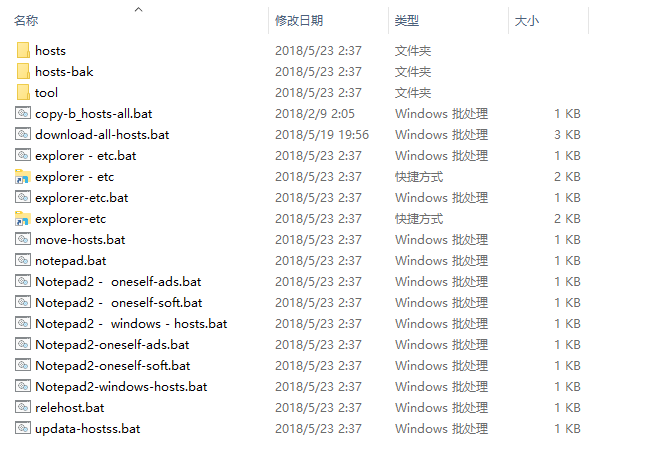 名称 修改日期 类型 大小
hosts 2018/5/23 2:37 文件夹
hosts-bak 2018/5/23 2:37 文件夹
tool 2018/5/23 2:37 文件夹
copy-b_hosts-all.bat 2018/2/9 2:05 Windows 批处理 1 KB
download-all-hosts.bat 2018/5/19 19:56 Windows 批处理 3 KB
explorer - etc.bat 2018/5/23 2:37 Windows 批处理 1 KB
explorer - etc 2018/5/23 2:37 快捷方式 2 KB
explorer-etc.bat 2018/5/23 2:37 Windows 批处理 1 KB
explorer-etc 2018/5/23 2:37 快捷方式 2 KB
move-hosts.bat 2018/5/23 2:37 Windows 批处理 1 KB
notepad.bat 2018/5/23 2:37 Windows 批处理 1 KB
Notepad2 -  oneself-ads.bat 2018/5/23 2:37 Windows 批处理 1 KB
Notepad2 -  oneself-soft.bat 2018/5/23 2:37 Windows 批处理 1 KB
Notepad2 -  windows - hosts.bat 2018/5/23 2:37 Windows 批处理 1 KB
Notepad2-oneself-ads.bat 2018/5/23 2:37 Windows 批处理 1 KB
Notepad2-oneself-soft.bat 2018/5/23 2:37 Windows 批处理 1 KB
Notepad2-windows-hosts.bat 2018/5/23 2:37 Windows 批处理 1 KB
relehost.bat 2018/5/23 2:37 Windows 批处理 1 KB
updata-hostss.bat 2018/5/23 2:37 Windows 批处理 1 KB